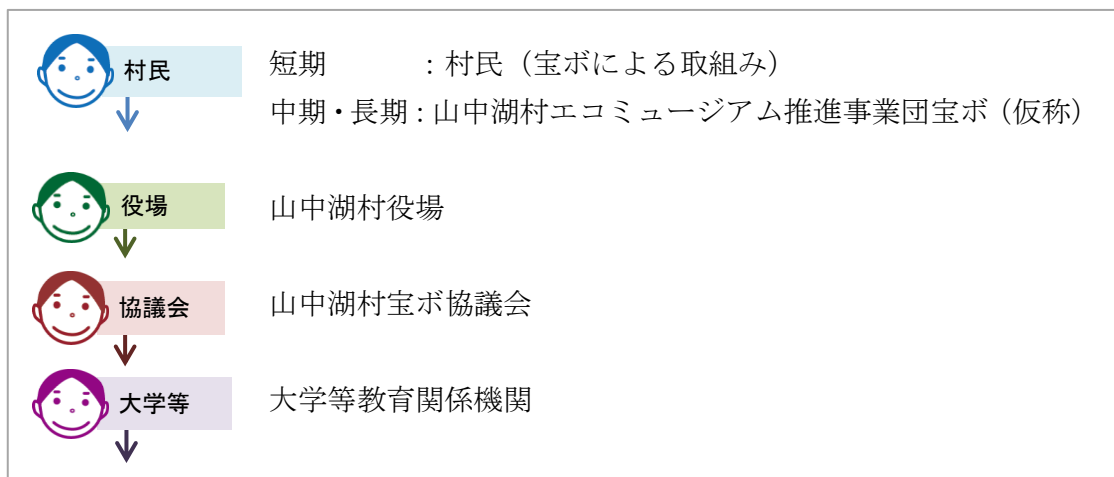 村民
短期　　　：村民（宝ボによる取組み）
中期・長期：山中湖村エコミュージアム推進事業団宝ボ（仮称）
役場
山中湖村役場
協議会
山中湖村宝ボ協議会
大学等
大学等教育関係機関